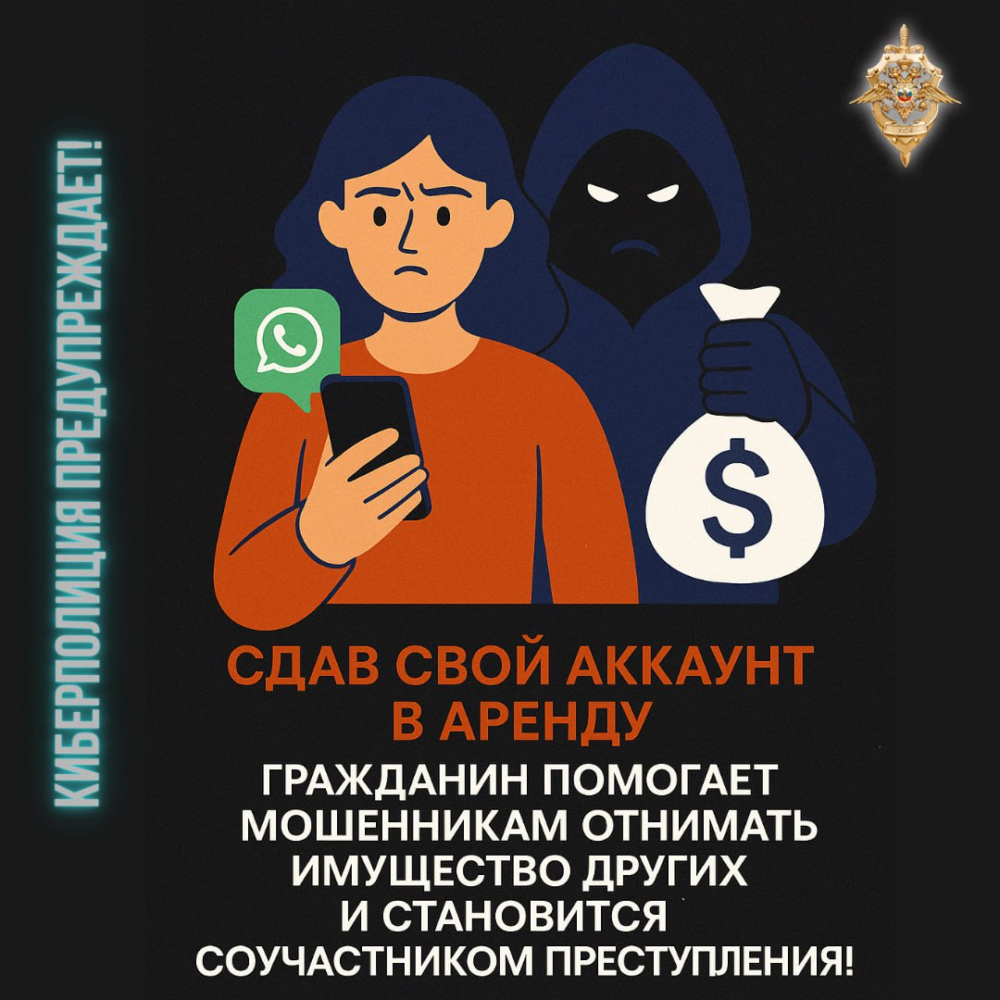 КИБЕРПОЛИЦИЯ ПРЕДУПРЕЖДАЕТ!
$
СДАВ СВОЙ АККАУНТ
В АРЕНДУ
ГРАЖДАНИН ПОМОГАЕТ
МОШЕННИКАМ ОТНИМАТЬ
ИМУЩЕСТВО ДРУГИХ
И СТАНОВИТСЯ
СОУЧАСТНИКОМ ПРЕСТУПЛЕНИЯ!